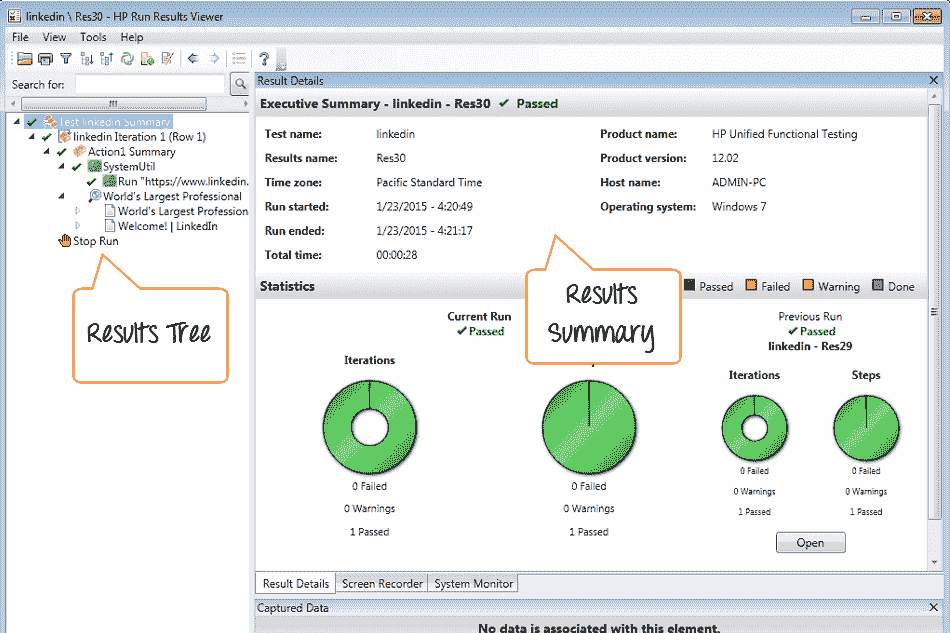 linkedin \ Res30 - HP Run Results Viewer
File View Tools Help
Search for:
Test linkedin Summary
linkedin Iteration 1 (Row 1)
Action1 Summary
SystemUtil
Run "https://www.linkedin.
World's Largest Professional
World's Largest Profession
Welcome! | LinkedIn
Stop Run
Results Tree
Result Details
Executive Summary - linkedin - Res30 Passed
Test name: linkedin Product name: HP Unified Functional Testing
Results name: Res30 Product version: 12.02
Time zone: Pacific Standard Time Host name: ADMIN-PC
Run started: 1/23/2015 - 4:20:49 Operating system: Windows 7
Run ended: 1/23/2015 - 4:21:17
Total time: 00:00:28
Results
Summary
Statistics Passed Failed Warning Done
Current Run
Passed
Iterations
0 Failed 0 Failed
0 Warnings 0 Warnings
1 Passed 1 Passed
Previous Run
Passed
linkedin - Res29
Iterations Steps
0 Failed 0 Failed
0 Warnings 0 Warnings
1 Passed 1 Passed
Open
Result Details Screen Recorder System Monitor
Captured Data
No data is associated with this element.